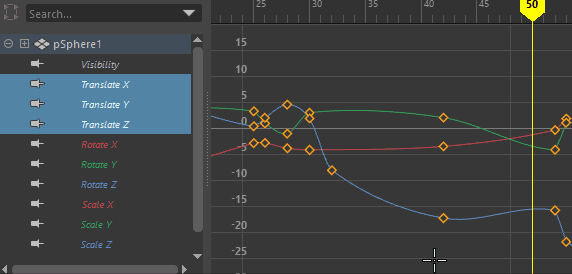 Search...
25 30 35 40 45 50
pSphere1
Visibility
Translate X
Translate Y
Translate Z
Rotate X
Rotate Y
Rotate Z
Scale X
Scale Y
Scale Z
15
10
5
0
-5
-10
-15
-20
-25